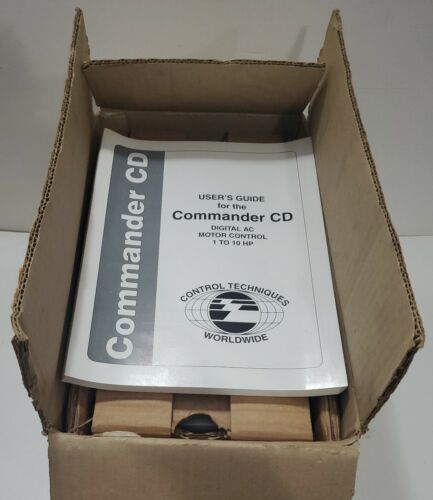 Commander CD
USER'S GUIDE
for the
Commander CD
DIGITAL AC
MOTOR CONTROL
1 TO 10 HP
CONTROL TECHNIQUES
WORLDWIDE